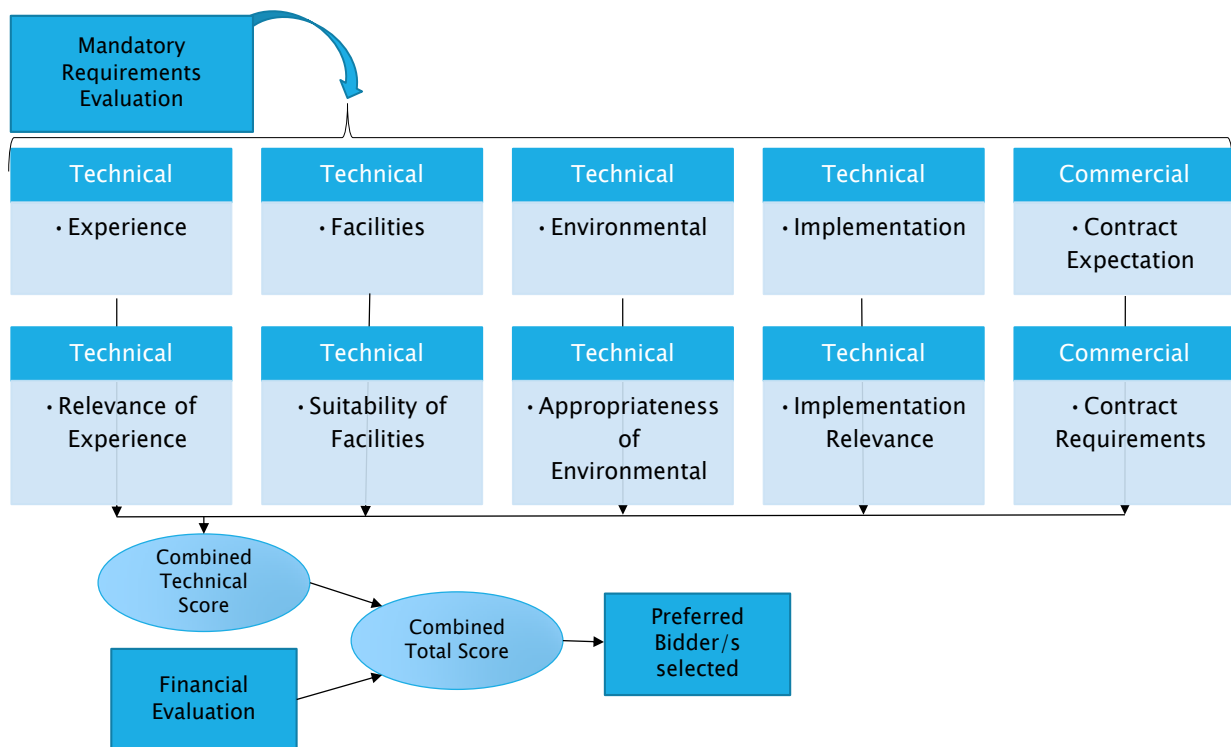 Mandatory
Requirements
Evaluation
Technical
Technical
Technical
Technical
Commercial
• Experience
• Facilities
• Environmental
• Implementation
• Contract
Expectation
Technical
Technical
Technical
Technical
Commercial
• Relevance of
Experience
• Suitability of
Facilities
• Appropriateness
of
Environmental
• Implementation
Relevance
• Contract
Requirements
Combined
Technical
Score
Combined
Total Score
Preferred
Bidder/s
selected
Financial
Evaluation